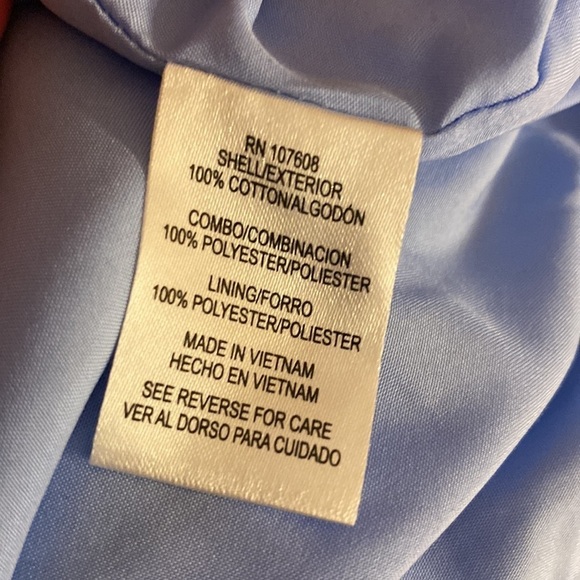 RN 107608
SHELL/EXTERIOR
100% COTTON/ALGODÓN
COMBO/COMBINACION
100% POLYESTER/POLIESTER
LINING/FORRO
100% POLYESTER/POLIESTER
MADE IN VIETNAM
HECHO EN VIETNAM
SEE REVERSE FOR CARE
VER AL DORSO PARA CUIDADO